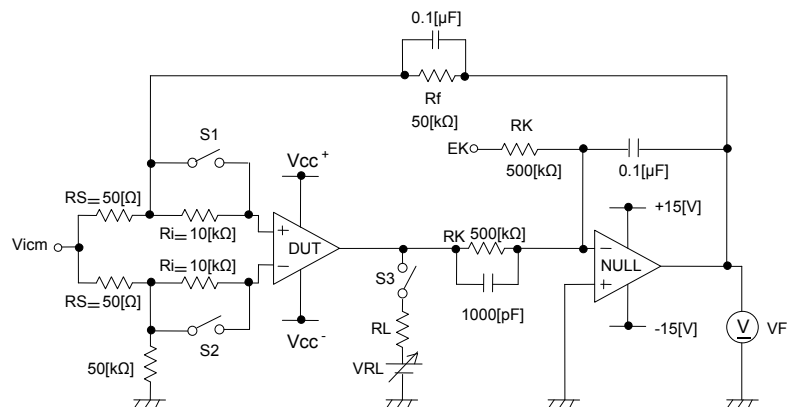 0.1[µF]
Rf
50[kΩ]
S1
RK
EK
500[kΩ]
0.1[µF]
Vcc+
RS=50[Ω]
+15[V]
Ri=10[kΩ]
Vicm
+
DUT
RK
500[kΩ]
−
NULL
Ri=10[kΩ]
−
+
S3
RS=50[Ω]
1000[pF]
V
VF
S2
RL
-15[V]
Vcc-
50[kΩ]
VRL